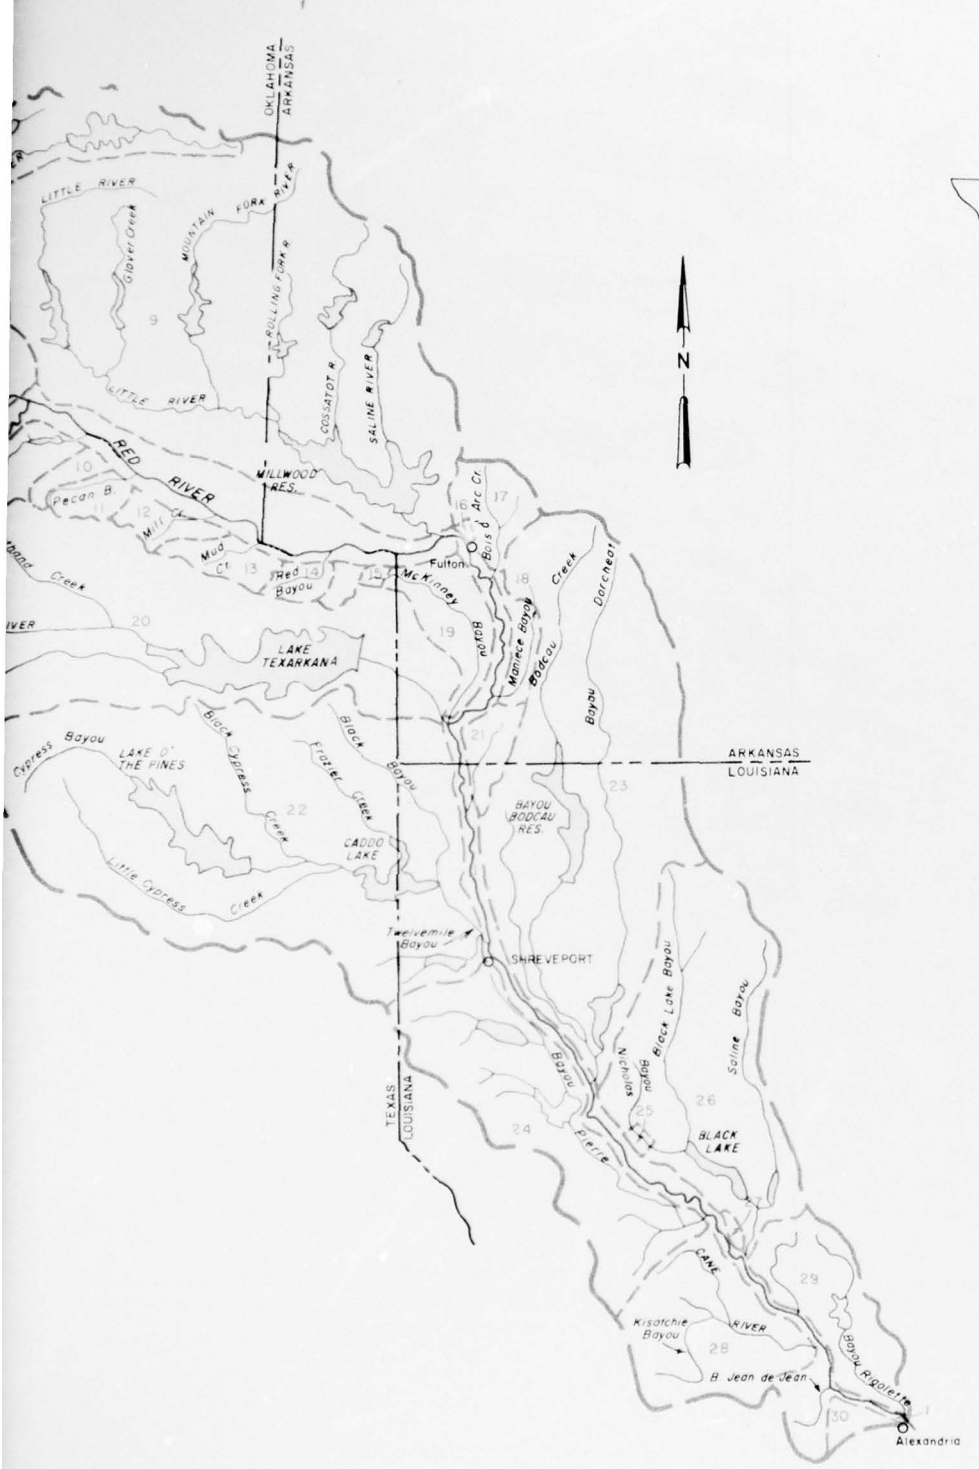 OKLAHOMA
ARKANSAS
LITTLE RIVER
Glover Creek
MOUNTAIN FORK RIVER
ROLLING FORK R.
9
COSSATOT R.
SALINE RIVER
N
LITTLE RIVER
RED RIVER
MILLWOOD
RES.
10
Pecan B.
11
12
Mill Cr.
Mud
Cr.
13
Red
Bayou
14
15
16
17
Bois d' Arc Cr.
Fulton
McKinney Bayou
18
Maniece Bayou
Bodcau Creek
Dorcheat
Bayou
Creek
IVER
20
19
LAKE
TEXARKANA
21
Black Cypress Creek
Frazier Creek
Black Bayou
Cypress Bayou
LAKE O'
THE PINES
22
ARKANSAS
LOUISIANA
23
BAYOU
BODCAU
RES.
CADDO
LAKE
Little Cypress Creek
Twelvemile
Bayou
SHREVEPORT
Black Lake Bayou
Saline Bayou
Nicholas
Bayou
Bayou
Pierre
TEXAS
LOUISIANA
24
25
26
BLACK
LAKE
27
CANE
RIVER
29
Kisatchie
Bayou
28
Bayou Rigolette
B. Jean de Jean
30
1
Alexandria